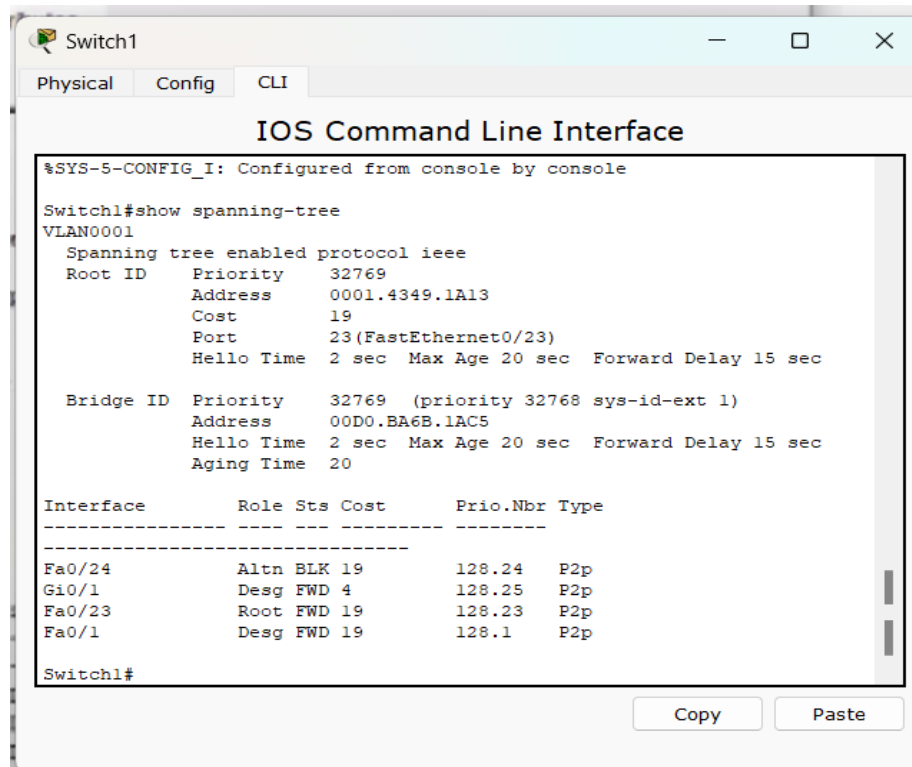 Switch1
Physical Config CLI
IOS Command Line Interface
%SYS-5-CONFIG_I: Configured from console by console
Switch1#show spanning-tree
VLAN0001
Spanning tree enabled protocol ieee
Root ID Priority 32769
Address 0001.4349.1A13
Cost 19
Port 23(FastEthernet0/23)
Hello Time 2 sec Max Age 20 sec Forward Delay 15 sec
Bridge ID Priority 32769 (priority 32768 sys-id-ext 1)
Address 00D0.BA6B.1AC5
Hello Time 2 sec Max Age 20 sec Forward Delay 15 sec
Aging Time 20
Interface Role Sts Cost Prio.Nbr Type
---------------- ---- --- --------- --------
--------------------------------
Fa0/24 Altn BLK 19 128.24 P2p
Gi0/1 Desg FWD 4 128.25 P2p
Fa0/23 Root FWD 19 128.23 P2p
Fa0/1 Desg FWD 19 128.1 P2p
Switch1#
Copy Paste